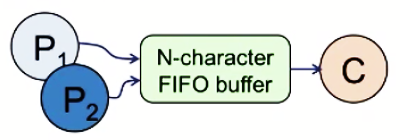 P₁
P₂
N-character
FIFO buffer
C